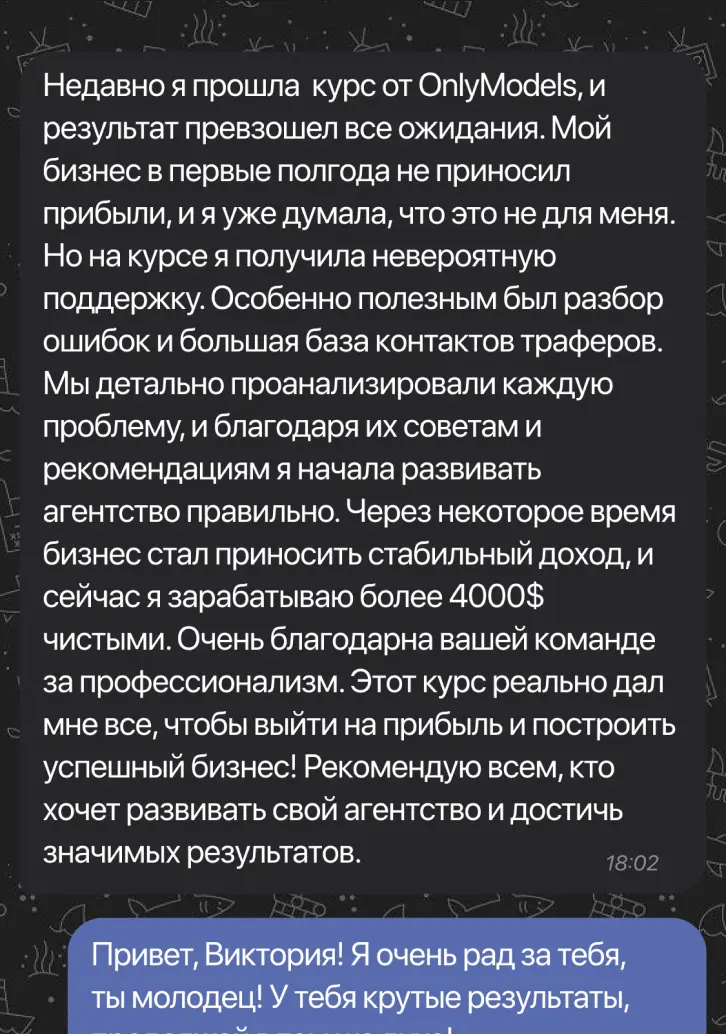 Недавно я прошла курс от OnlyModels, и
результат превзошел все ожидания. Мой
бизнес в первые полгода не приносил
прибыли, и я уже думала, что это не для меня.
Но на курсе я получила невероятную
поддержку. Особенно полезным был разбор
ошибок и большая база контактов траферов.
Мы детально проанализировали каждую
проблему, и благодаря их советам и
рекомендациям я начала развивать
агентство правильно. Через некоторое время
бизнес стал приносить стабильный доход, и
сейчас я зарабатываю более 4000$
чистыми. Очень благодарна вашей команде
за профессионализм. Этот курс реально дал
мне все, чтобы выйти на прибыль и построить
успешный бизнес! Рекомендую всем, кто
хочет развивать свой агентство и достичь
значимых результатов.
18:02
Привет, Виктория! Я очень рад за тебя,
ты молодец! У тебя крутые результаты,